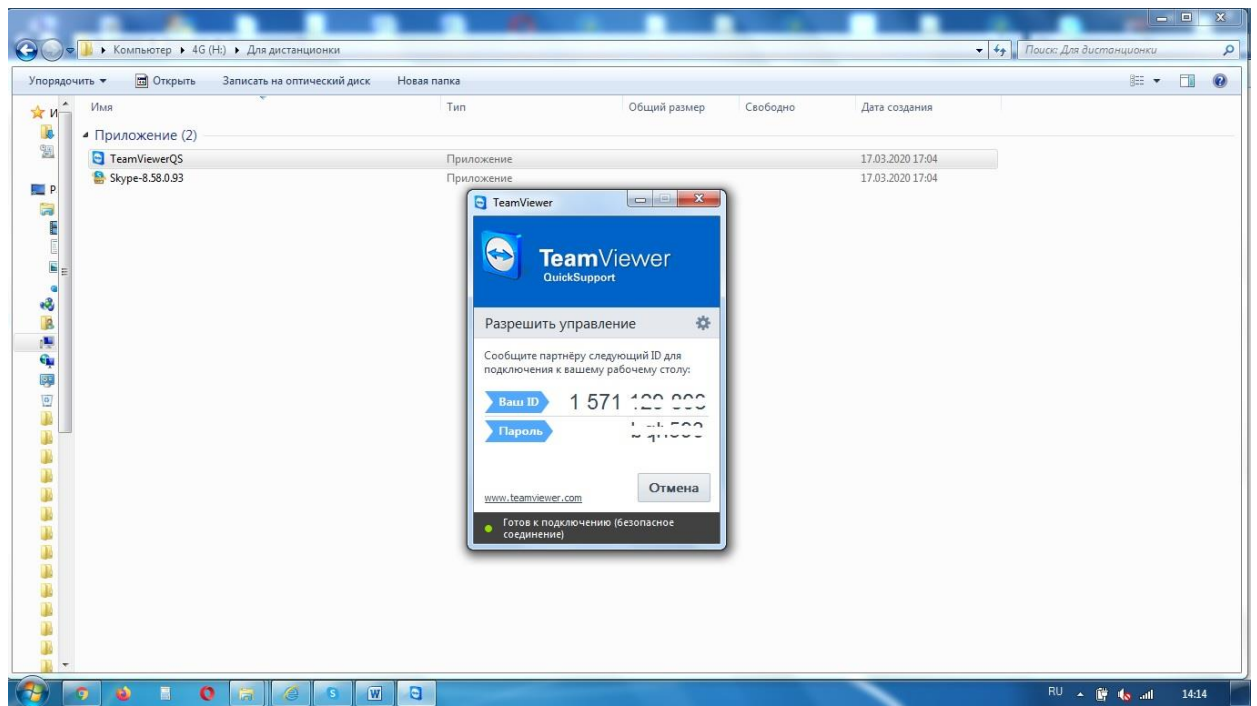 Компьютер ▸ 4G (H:) ▸ Для дистанционки
Поиск: Для дистанционки
Упорядочить ▾ Открыть Записать на оптический диск Новая папка
Имя Тип Общий размер Свободно Дата создания
Приложение (2)
TeamViewerQS Приложение 17.03.2020 17:04
Skype-8.58.0.93 Приложение 17.03.2020 17:04
И
Р
TeamViewer
TeamViewer
QuickSupport
Разрешить управление
Сообщите партнёру следующий ID для
подключения к вашему рабочему столу:
Ваш ID 1 571
Пароль
Отмена
www.teamviewer.com
Готов к подключению (безопасное
соединение)
RU 14:14